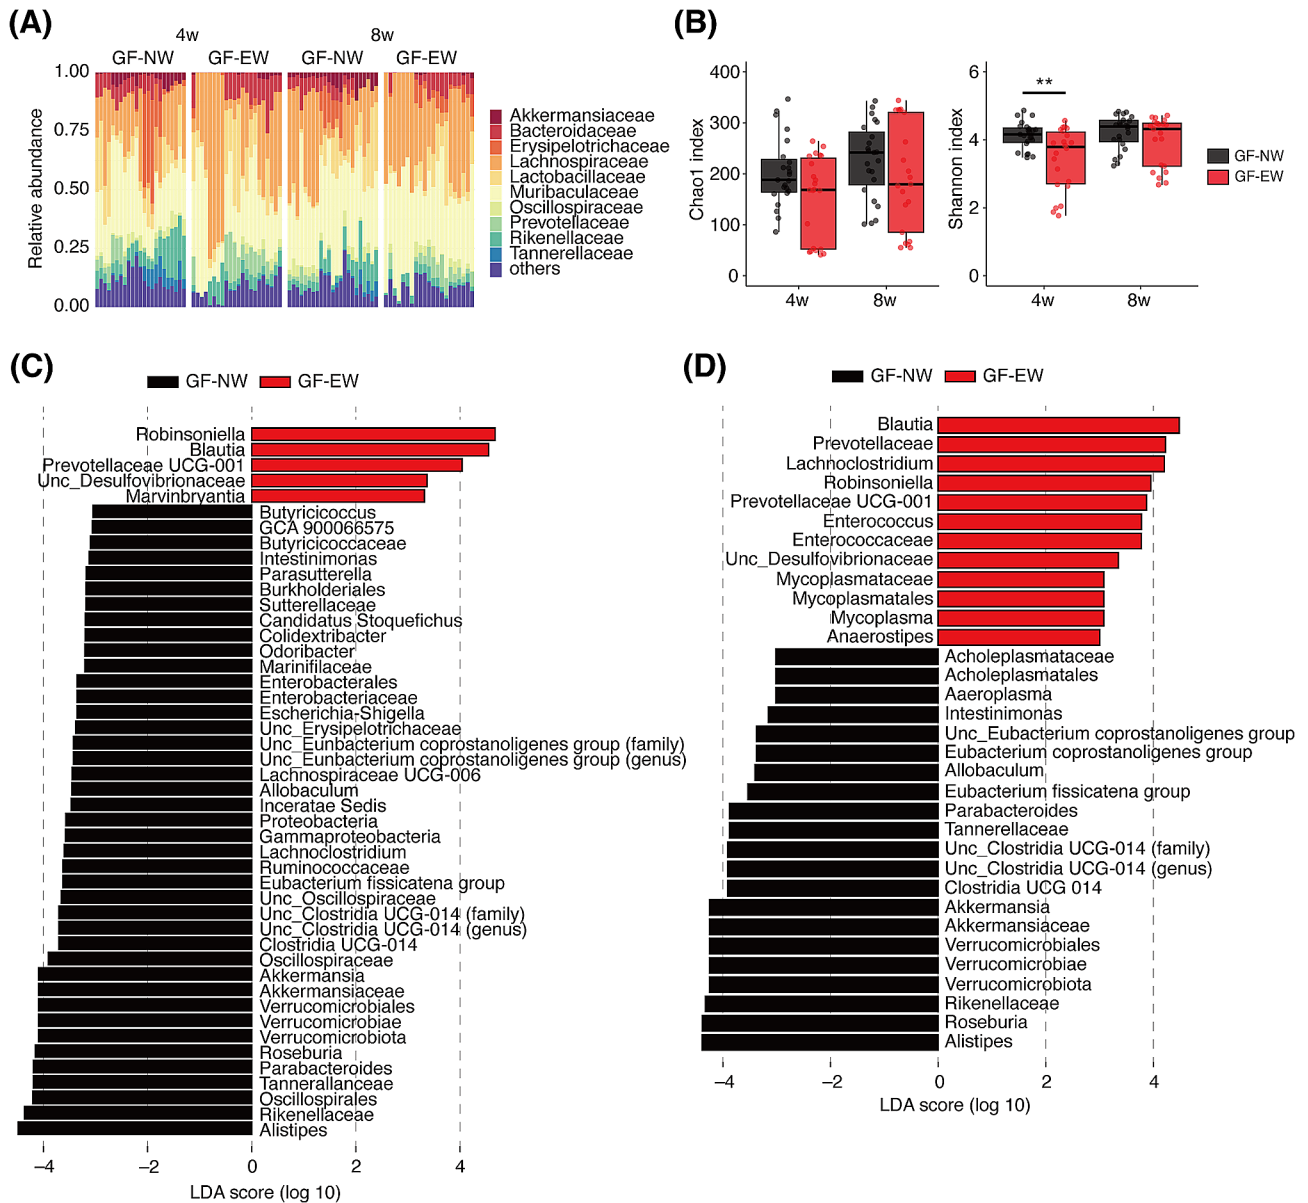 (A)
4w
8w
GF-NW
GF-EW
GF-NW
GF-EW
Relative abundance
1.00
0.75
0.50
0.25
0.00
Akkermansiaceae
Bacteroidaceae
Erysipelotrichaceae
Lachnospiraceae
Lactobacillaceae
Muribaculaceae
Oscillospiraceae
Prevotellaceae
Rikenellaceae
Tannerellaceae
others
(B)
Chao1 index
400
300
200
100
0
4w
8w
Shannon index
6
4
2
0
**
4w
8w
GF-NW
GF-EW
(C)
GF-NW
GF-EW
Robinsoniella
Blautia
Prevotellaceae UCG-001
Unc_Desulfovibrionaceae
Marvinbryantia
Butyricicoccus
GCA 900066575
Butyricicoccaceae
Intestinimonas
Parasutterella
Burkholderiales
Sutterellaceae
Candidatus Stoquefichus
Colidextribacter
Odoribacter
Marinifilaceae
Enterobacterales
Enterobacteriaceae
Escherichia-Shigella
Unc_Erysipelotrichaceae
Unc_Eunbacterium coprostanoligenes group (family)
Unc_Eunbacterium coprostanoligenes group (genus)
Lachnospiraceae UCG-006
Allobaculum
Inceratae Sedis
Proteobacteria
Gammaproteobacteria
Lachnoclostridium
Ruminococcaceae
Eubacterium fissicatena group
Unc_Oscillospiraceae
Unc_Clostridia UCG-014 (family)
Unc_Clostridia UCG-014 (genus)
Clostridia UCG-014
Oscillospiraceae
Akkermansia
Akkermansiaceae
Verrucomicrobiales
Verrucomicrobiae
Verrucomicrobiota
Roseburia
Parabacteroides
Tannerallanceae
Oscillospirales
Rikenellaceae
Alistipes
−4
−2
0
2
4
LDA score (log 10)
(D)
GF-NW
GF-EW
Blautia
Prevotellaceae
Lachnoclostridium
Robinsoniella
Prevotellaceae UCG-001
Enterococcus
Enterococcaceae
Unc_Desulfovibrionaceae
Mycoplasmataceae
Mycoplasmatales
Mycoplasma
Anaerostipes
Acholeplasmataceae
Acholeplasmatales
Aaeroplasma
Intestinimonas
Unc_Eubacterium coprostanoligenes group
Eubacterium coprostanoligenes group
Allobaculum
Eubacterium fissicatena group
Parabacteroides
Tannerellaceae
Unc_Clostridia UCG-014 (family)
Unc_Clostridia UCG-014 (genus)
Clostridia UCG 014
Akkermansia
Akkermansiaceae
Verrucomicrobiales
Verrucomicrobiae
Verrucomicrobiota
Rikenellaceae
Roseburia
Alistipes
−4
−2
0
2
4
LDA score (log 10)